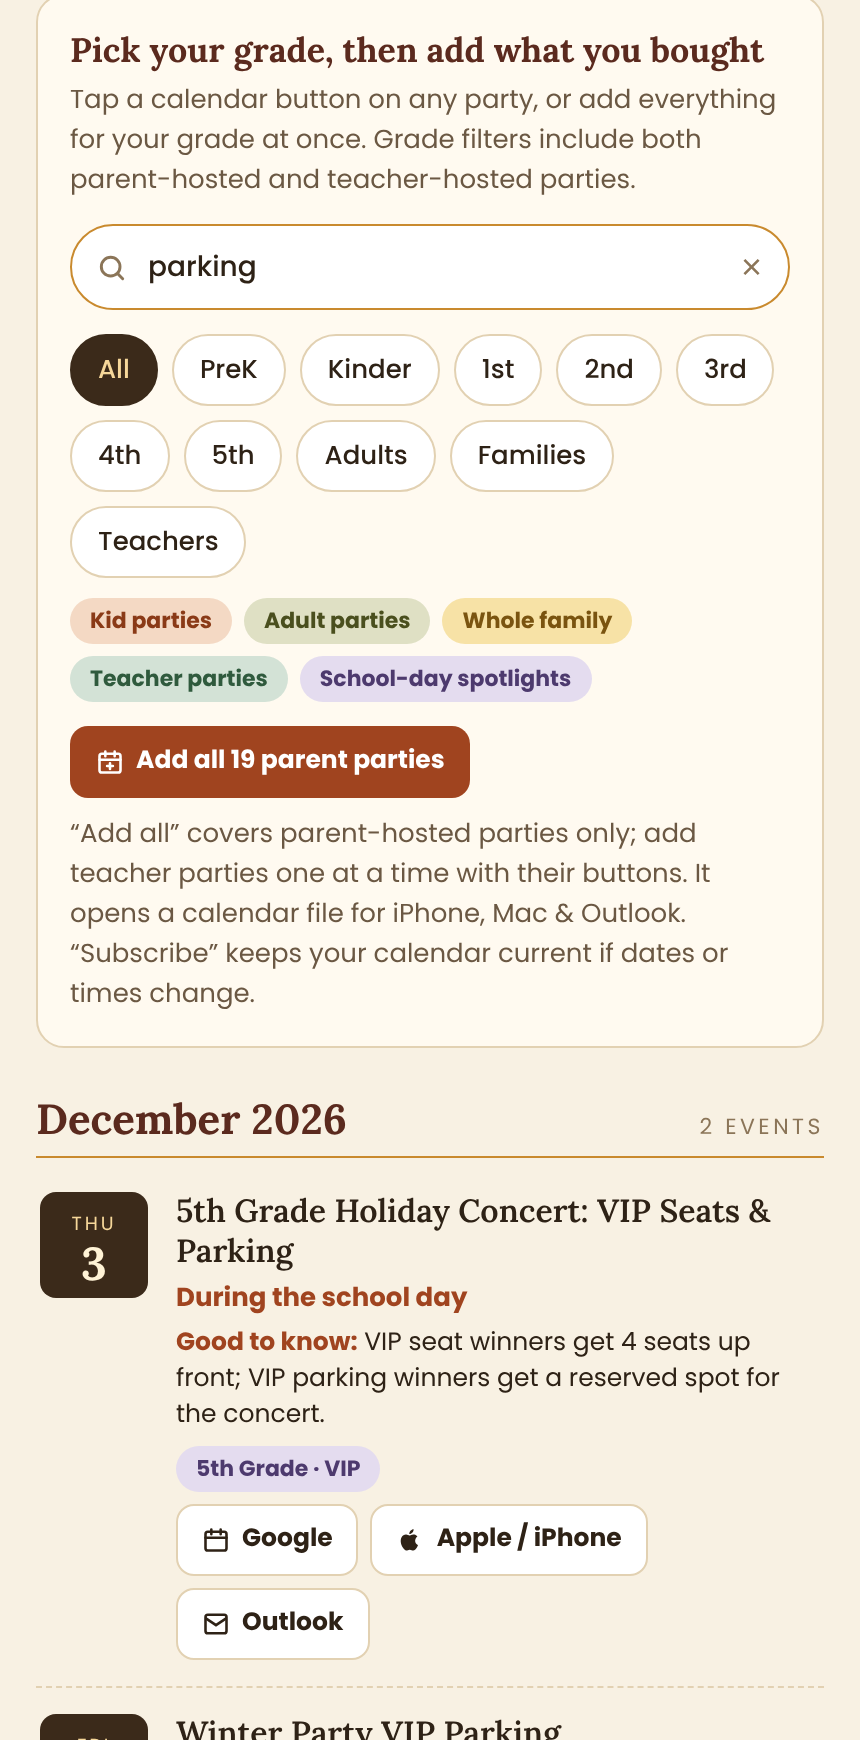 Pick your grade, then add what you bought
Tap a calendar button on any party, or add everything
for your grade at once. Grade filters include both
parent-hosted and teacher-hosted parties.
parking
All PreK Kinder 1st 2nd 3rd
4th 5th Adults Families
Teachers
Kid parties Adult parties Whole family
Teacher parties School-day spotlights
Add all 19 parent parties
“Add all” covers parent-hosted parties only; add
teacher parties one at a time with their buttons. It
opens a calendar file for iPhone, Mac & Outlook.
“Subscribe” keeps your calendar current if dates or
times change.
December 2026 2 EVENTS
THU
3
5th Grade Holiday Concert: VIP Seats &
Parking
During the school day
Good to know: VIP seat winners get 4 seats up
front; VIP parking winners get a reserved spot for
the concert.
5th Grade · VIP
Google Apple / iPhone
Outlook
FRI
Winter Party VIP Parking